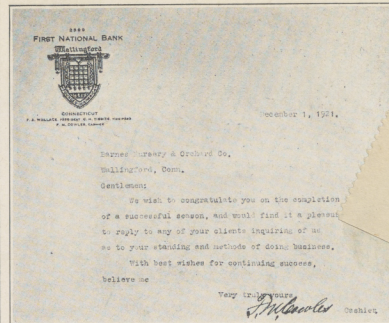 FIRST NATIONAL BANK
Wallingford
CONNECTICUT
December 1, 1921.
Barnes Nursery & Orchard Co.
Wallingford, Conn.
Gentlemen:
We wish to congratulate you on the completion
of a successful season, and would find it a pleasure
to reply to any of your clients inquiring of us
as to your standing and methods of doing business.
With best wishes for continuing success,
believe me
Very truly yours,
Cashier.